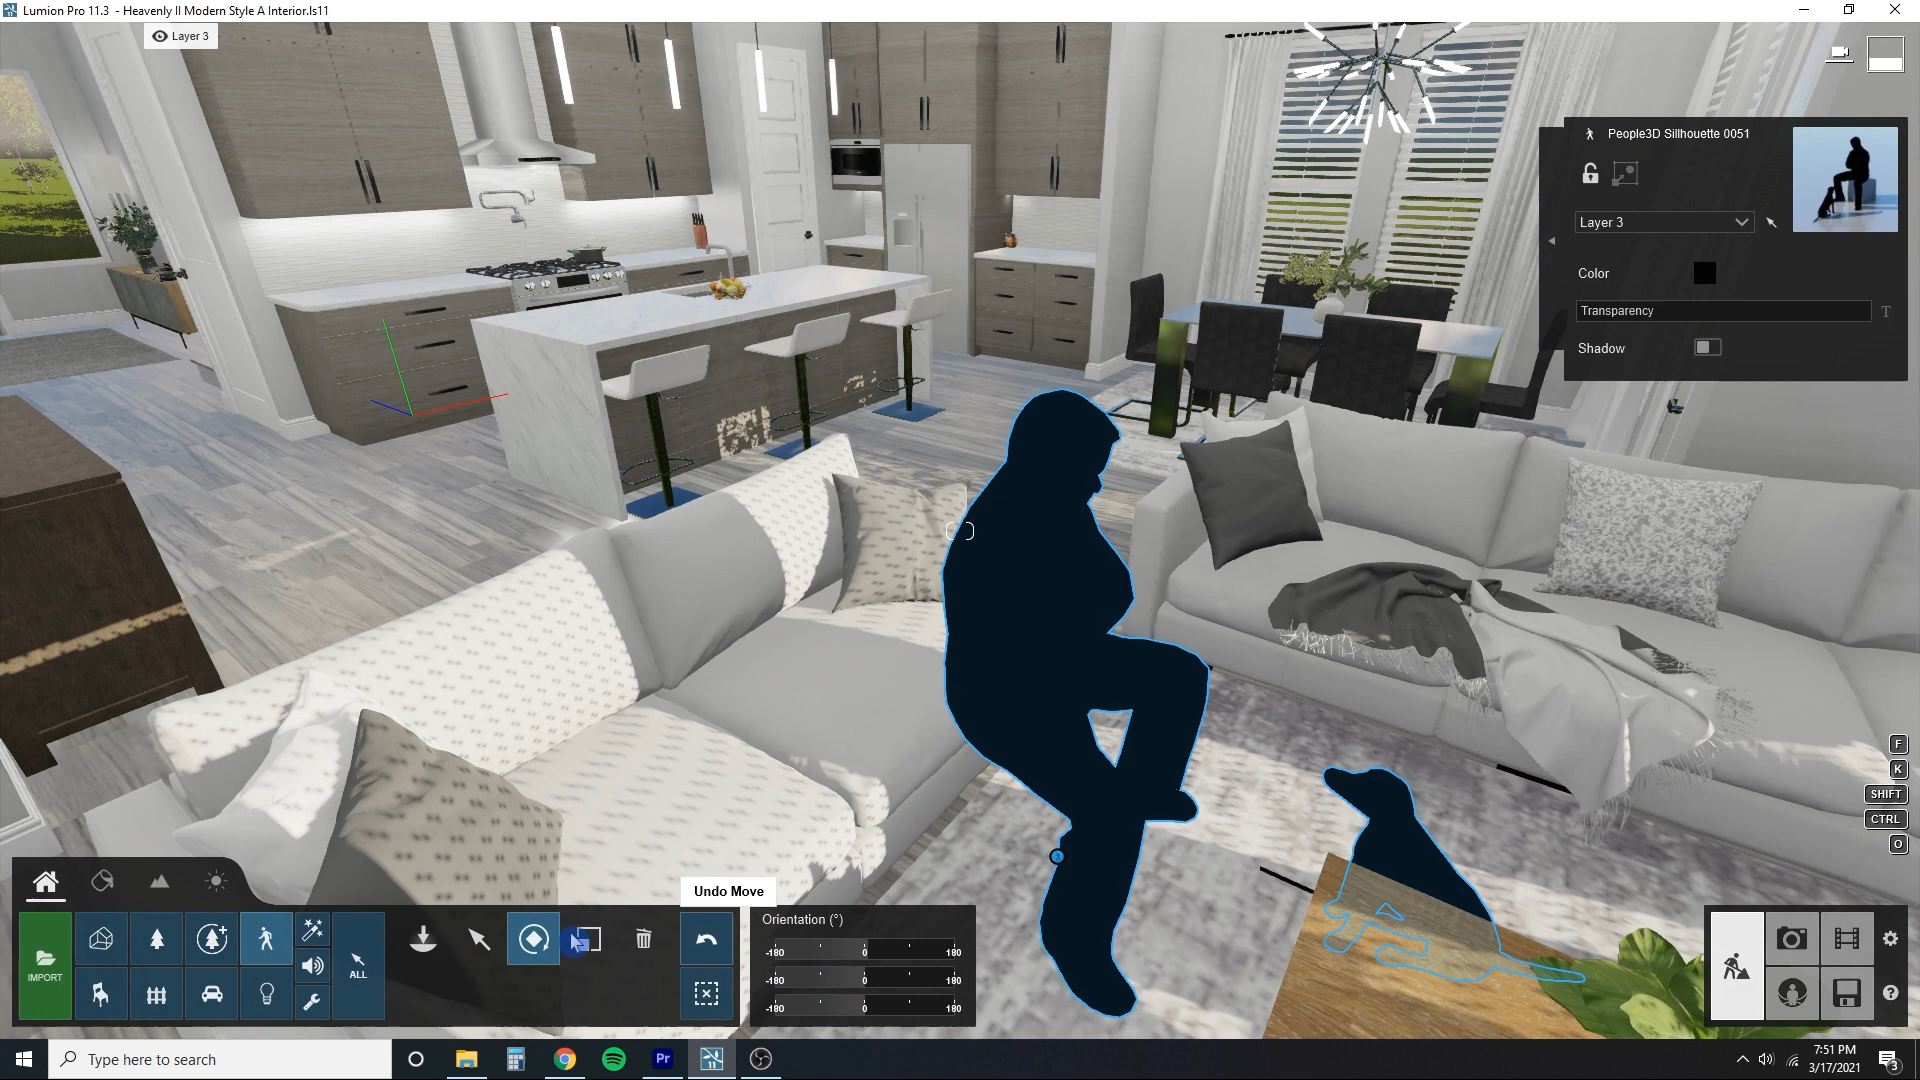 Lumion Pro 11.3 - Heavenly II Modern Style A Interior.ls11
Layer 3
People3D Sillhouette 0051
Layer 3
Color
Transparency
T
Shadow
F
K
SHIFT
CTRL
O
Undo Move
IMPORT
ALL
Orientation (°)
-180 0 180
-180 0 180
-180 0 180
?
Type here to search
Pr
11
7:51 PM
3/17/2021
3